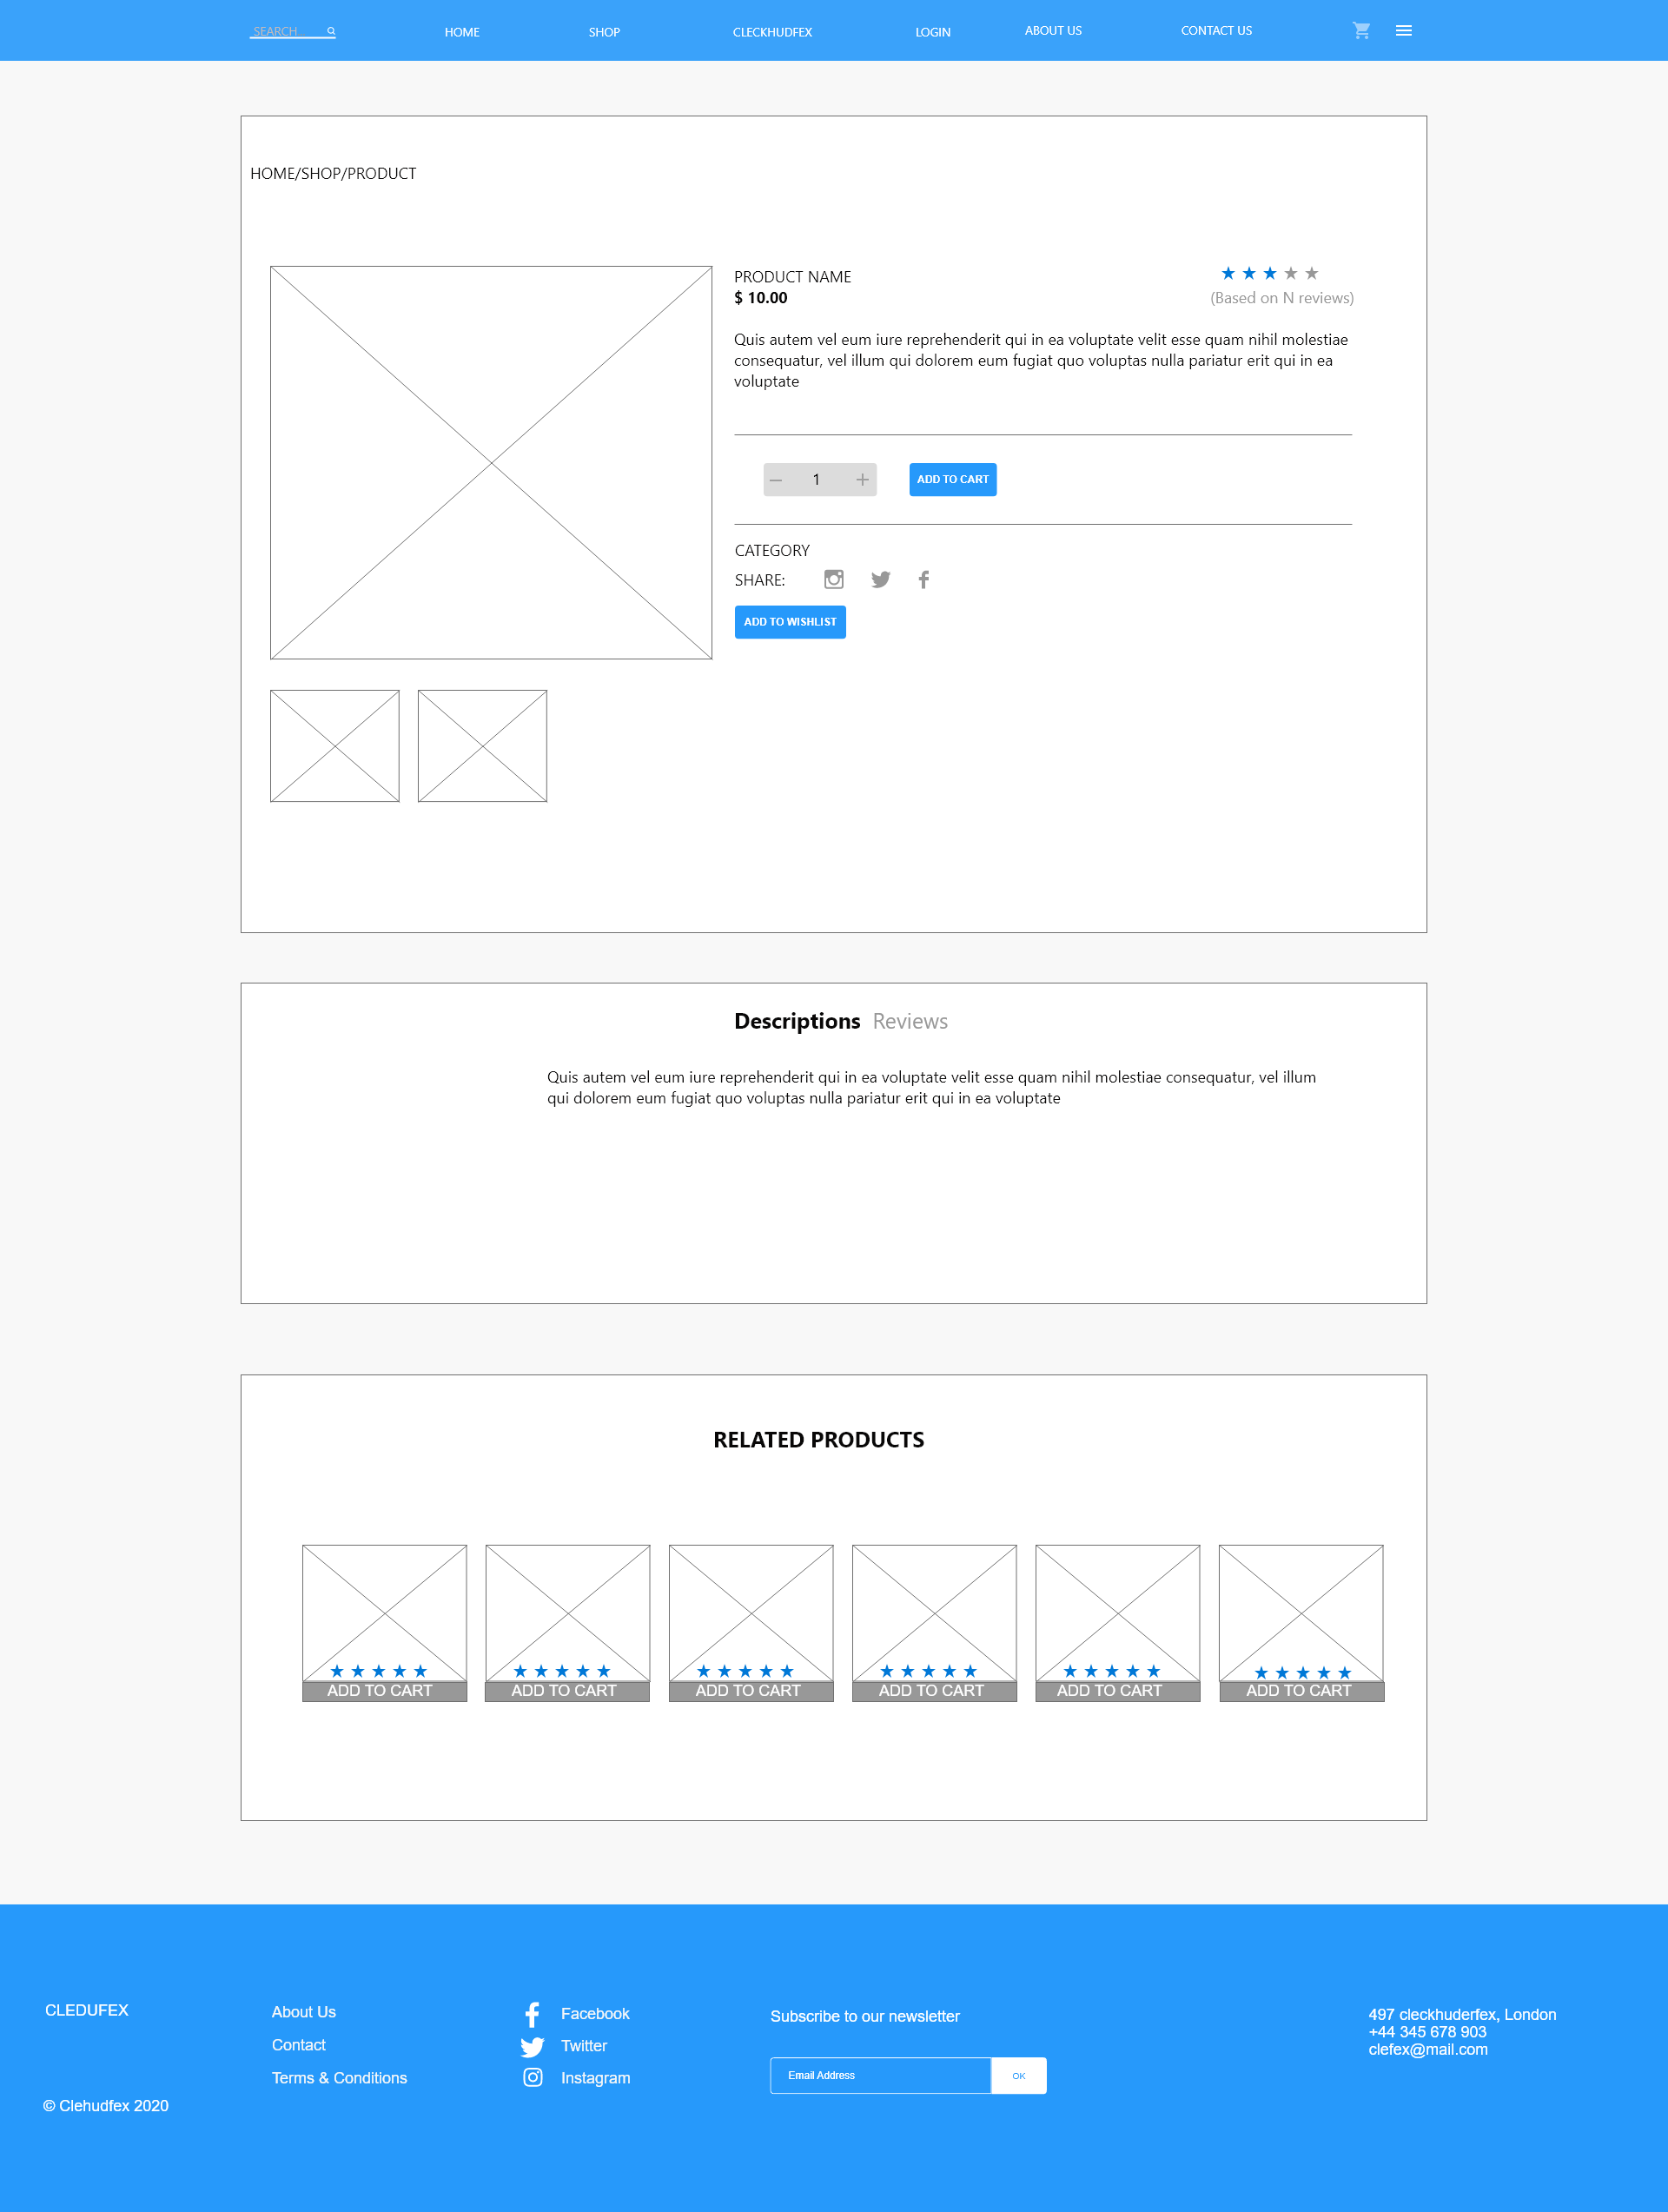 SEARCH
HOME
SHOP
CLECKHUDFEX
LOGIN
ABOUT US
CONTACT US
HOME/SHOP/PRODUCT
PRODUCT NAME
$ 10.00
(Based on N reviews)
Quis autem vel eum iure reprehenderit qui in ea voluptate velit esse quam nihil molestiae
consequatur, vel illum qui dolorem eum fugiat quo voluptas nulla pariatur erit qui in ea
voluptate
1
ADD TO CART
CATEGORY
SHARE:
ADD TO WISHLIST
Descriptions Reviews
Quis autem vel eum iure reprehenderit qui in ea voluptate velit esse quam nihil molestiae consequatur, vel illum
qui dolorem eum fugiat quo voluptas nulla pariatur erit qui in ea voluptate
RELATED PRODUCTS
ADD TO CART
ADD TO CART
ADD TO CART
ADD TO CART
ADD TO CART
ADD TO CART
CLEDUFEX
© Clehudfex 2020
About Us
Contact
Terms & Conditions
Facebook
Twitter
Instagram
Subscribe to our newsletter
Email Address
OK
497 cleckhuderfex, London
+44 345 678 903
clefex@mail.com